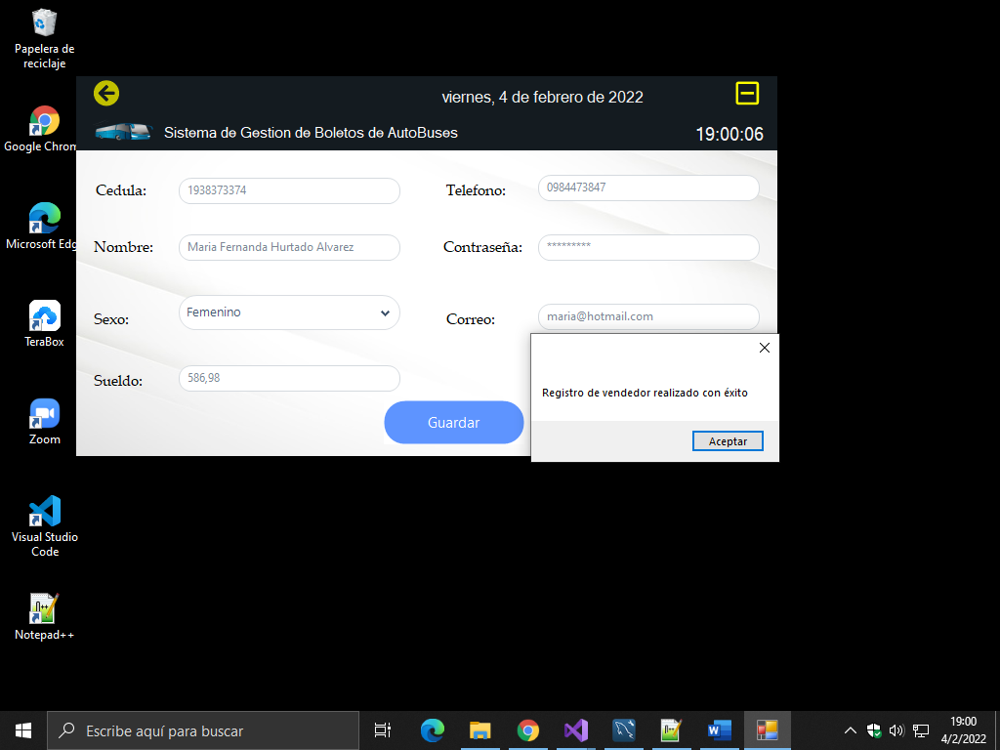 Papelera de
reciclaje
Google Chrom
Microsoft Edg
TeraBox
Zoom
Visual Studio
Code
Notepad++
viernes, 4 de febrero de 2022
Sistema de Gestion de Boletos de AutoBuses
19:00:06
Cedula:
1938373374
Telefono:
0984473847
Nombre:
Maria Fernanda Hurtado Alvarez
Contraseña:
*********
Sexo:
Femenino
Correo:
maria@hotmail.com
Sueldo:
586,98
Guardar
Registro de vendedor realizado con éxito
Aceptar
Escribe aquí para buscar
19:00
4/2/2022